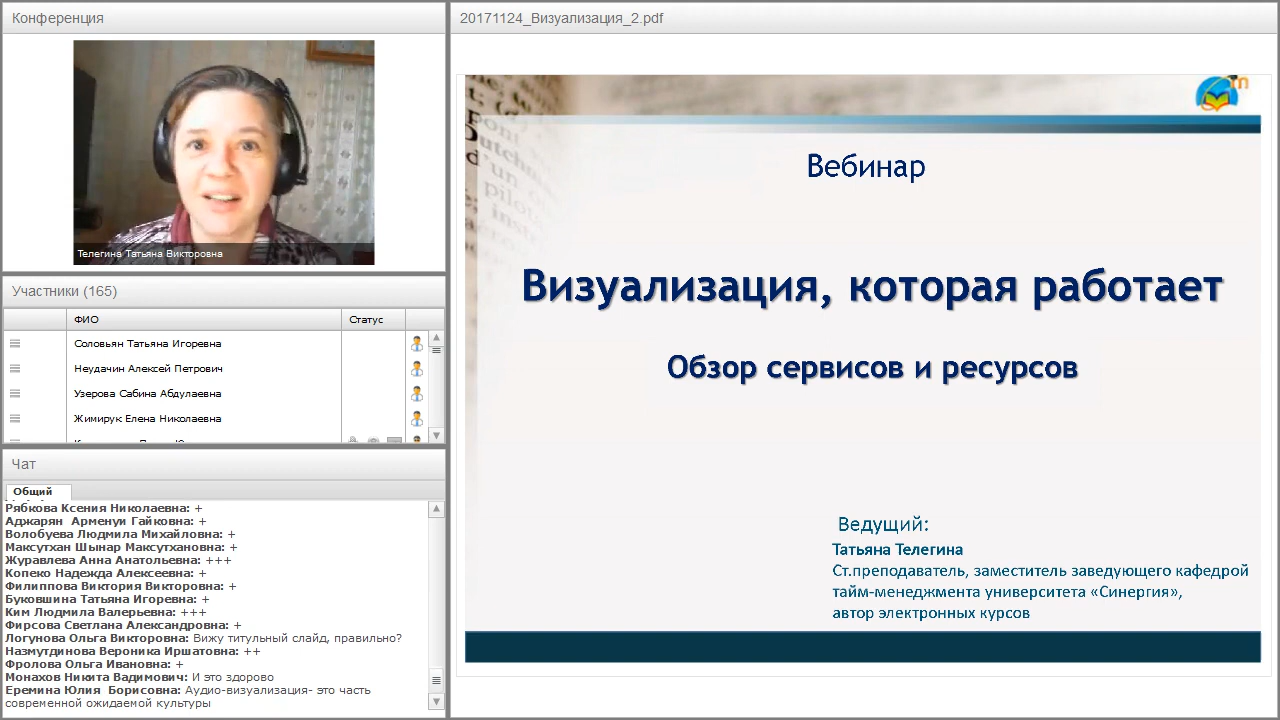 Конференция
Телегина Татьяна Викторовна
Участники (165)
ФИО Статус
Соловьян Татьяна Игоревна
Неудачин Алексей Петрович
Узерова Сабина Абдулаевна
Жимирук Елена Николаевна
Чат
Общий
Рябкова Ксения Николаевна: +
Аджарян Арменуи Гайковна: +
Волобуева Людмила Михайловна: +
Максутхан Шынар Максутхановна: +
Журавлева Анна Анатольевна: +++
Копеко Надежда Алексеевна: +
Филиппова Виктория Викторовна: +
Буковшина Татьяна Игоревна: +
Ким Людмила Валерьевна: +++
Фирсова Светлана Александровна: +
Логунова Ольга Викторовна: Вижу титульный слайд, правильно?
Назмутдинова Вероника Иршатовна: ++
Фролова Ольга Ивановна: +
Монахов Никита Вадимович: И это здорово
Еремина Юлия Борисовна: Аудио-визуализация- это часть
современной ожидаемой культуры
20171124_Визуализация_2.pdf
Вебинар
Визуализация, которая работает
Обзор сервисов и ресурсов
Ведущий:
Татьяна Телегина
Ст.преподаватель, заместитель заведующего кафедрой
тайм-менеджмента университета «Синергия»,
автор электронных курсов